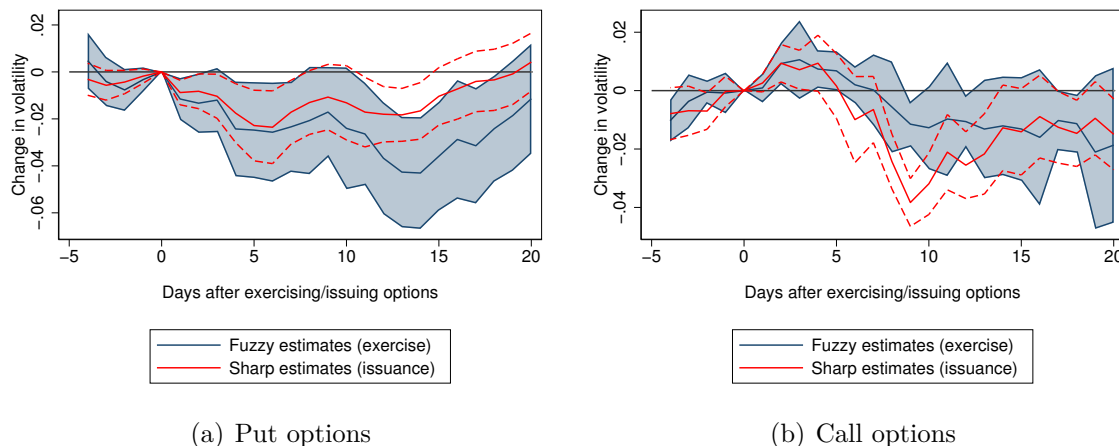 .02
0
-.02
-.04
-.06
Change in volatility
-5
0
5
10
15
20
Days after exercising/issuing options
Fuzzy estimates (exercise)
Sharp estimates (issuance)
(a) Put options
.02
0
-.02
-.04
Change in volatility
-5
0
5
10
15
20
Days after exercising/issuing options
Fuzzy estimates (exercise)
Sharp estimates (issuance)
(b) Call options